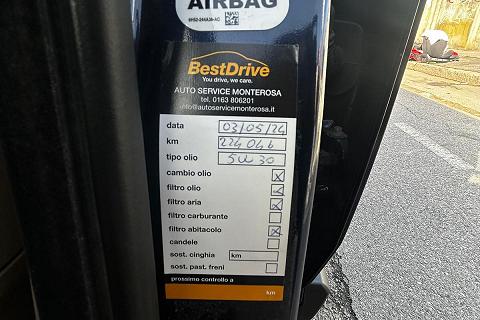 AIRBAG
BestDrive
You drive, we care.
AUTO SERVICE MONTEROSA
tel. 0163 806201
info@autoservicemonterosa.it
data 03/05/24
km 224046
tipo olio 5W30
cambio olio X
filtro olio
filtro aria X
filtro carburante
filtro abitacolo X
candele
sost. cinghia km
sost. past. freni
prossimo controllo a
km